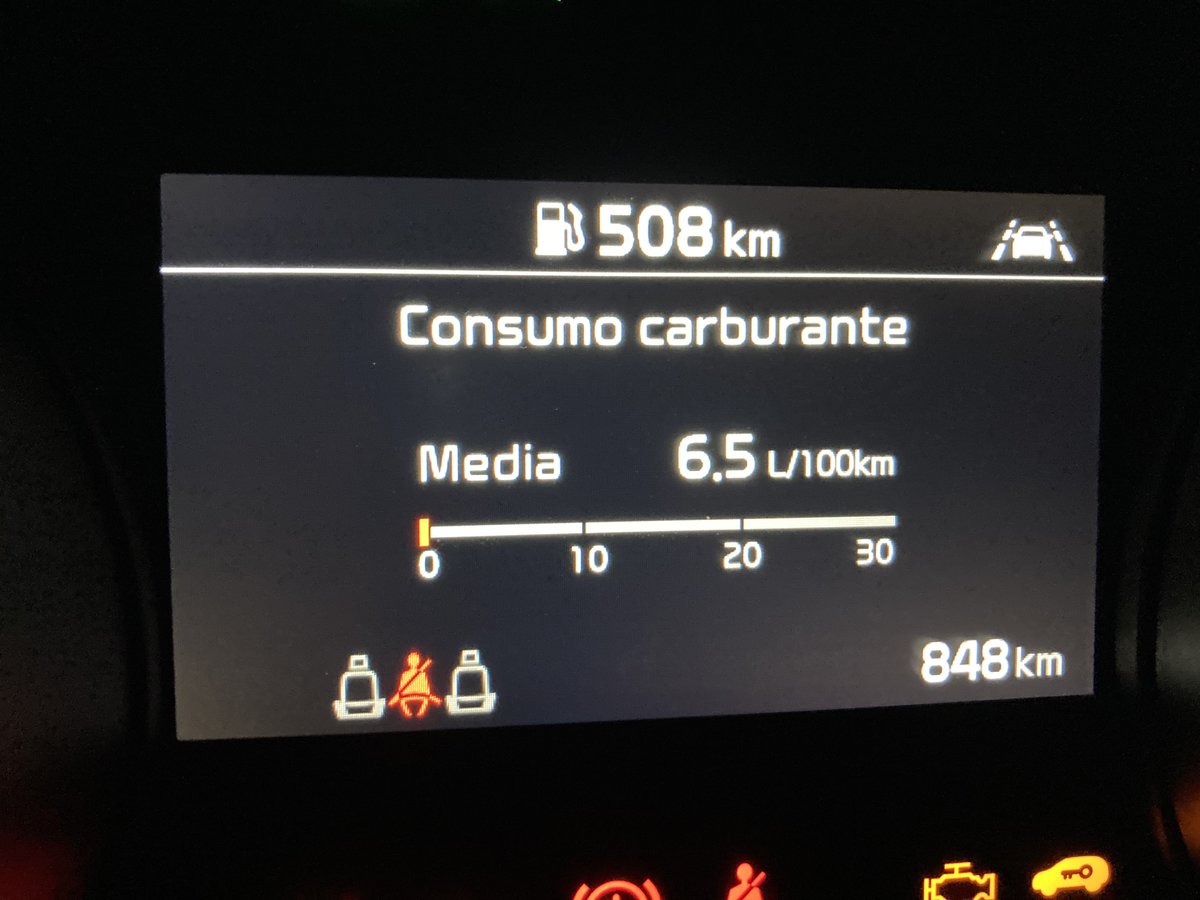 508 km
Consumo carburante
Media 6.5 L/100km
0 10 20 30
848 km